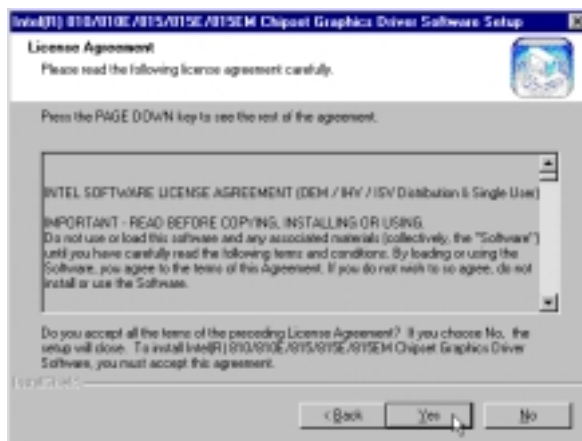 Intel(R) 810/810E/815/815E/815EM Chipset Graphics Driver Software Setup
License Agreement
Please read the following license agreement carefully.
Press the PAGE DOWN key to see the rest of the agreement.
INTEL SOFTWARE LICENSE AGREEMENT (OEM / IHV / ISV Distribution & Single User)
IMPORTANT - READ BEFORE COPYING, INSTALLING OR USING.
Do not use or load this software and any associated materials (collectively, the "Software")
until you have carefully read the following terms and conditions. By loading or using the
Software, you agree to the terms of this Agreement. If you do not wish to so agree, do not
install or use the Software.
Do you accept all the terms of the preceding License Agreement? If you choose No, the
setup will close. To install Intel(R) 810/810E/815/815E/815EM Chipset Graphics Driver
Software, you must accept this agreement.
InstallShield
< Back
Yes
No